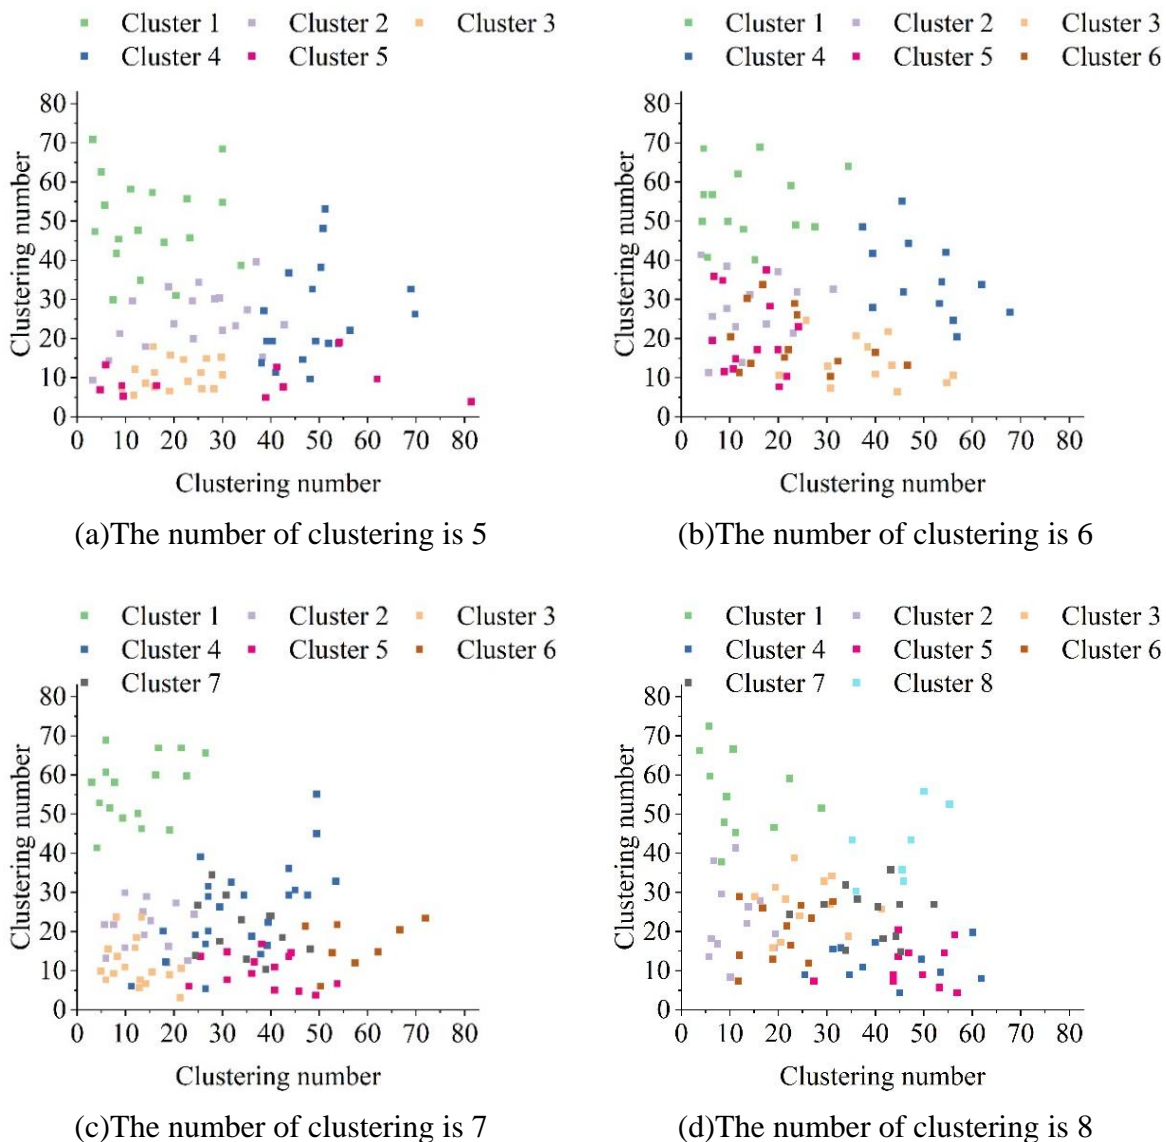 Cluster 1 Cluster 2 Cluster 3
Cluster 4 Cluster 5
Clustering number
80
70
60
50
40
30
20
10
0
0 10 20 30 40 50 60 70 80
Clustering number
(a)The number of clustering is 5
Cluster 1 Cluster 2 Cluster 3
Cluster 4 Cluster 5 Cluster 6
Clustering number
80
70
60
50
40
30
20
10
0
0 10 20 30 40 50 60 70 80
Clustering number
(b)The number of clustering is 6
Cluster 1 Cluster 2 Cluster 3
Cluster 4 Cluster 5 Cluster 6
Cluster 7
Clustering number
80
70
60
50
40
30
20
10
0
0 10 20 30 40 50 60 70 80
Clustering number
(c)The number of clustering is 7
Cluster 1 Cluster 2 Cluster 3
Cluster 4 Cluster 5 Cluster 6
Cluster 7 Cluster 8
Clustering number
80
70
60
50
40
30
20
10
0
0 10 20 30 40 50 60 70 80
Clustering number
(d)The number of clustering is 8